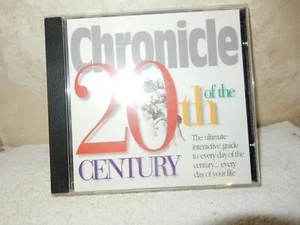 Chronicle
of the
20th
CENTURY
The ultimate
interactive guide
to every day of the
century... every
day of your life